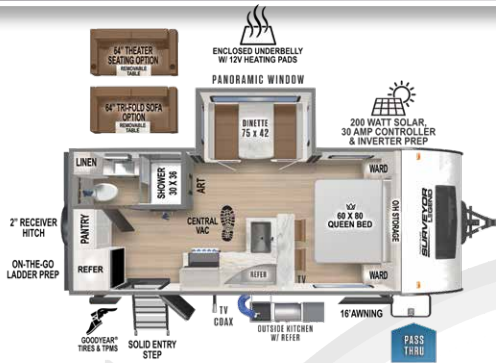 64" THEATER
SEATING OPTION
REMOVABLE
TABLE
64" TRI-FOLD SOFA
OPTION
REMOVABLE
TABLE
ENCLOSED UNDERBELLY
W/ 12V HEATING PADS
PANORAMIC WINDOW
DINETTE
75 x 42
200 WATT SOLAR,
30 AMP CONTROLLER
& INVERTER PREP
LINEN
SHOWER
30 X 36
ART
WARD
OH STORAGE
SURVEYOR
LEGEND
2" RECEIVER
HITCH
PANTRY
CENTRAL
VAC
60 X 80
QUEEN BED
ON-THE-GO
LADDER PREP
REFER
REFER
TV
WARD
GOODYEAR
TIRES & TPMS
SOLID ENTRY
STEP
TV
COAX
OUTSIDE KITCHEN
W/ REFER
16'AWNING
PASS
THRU